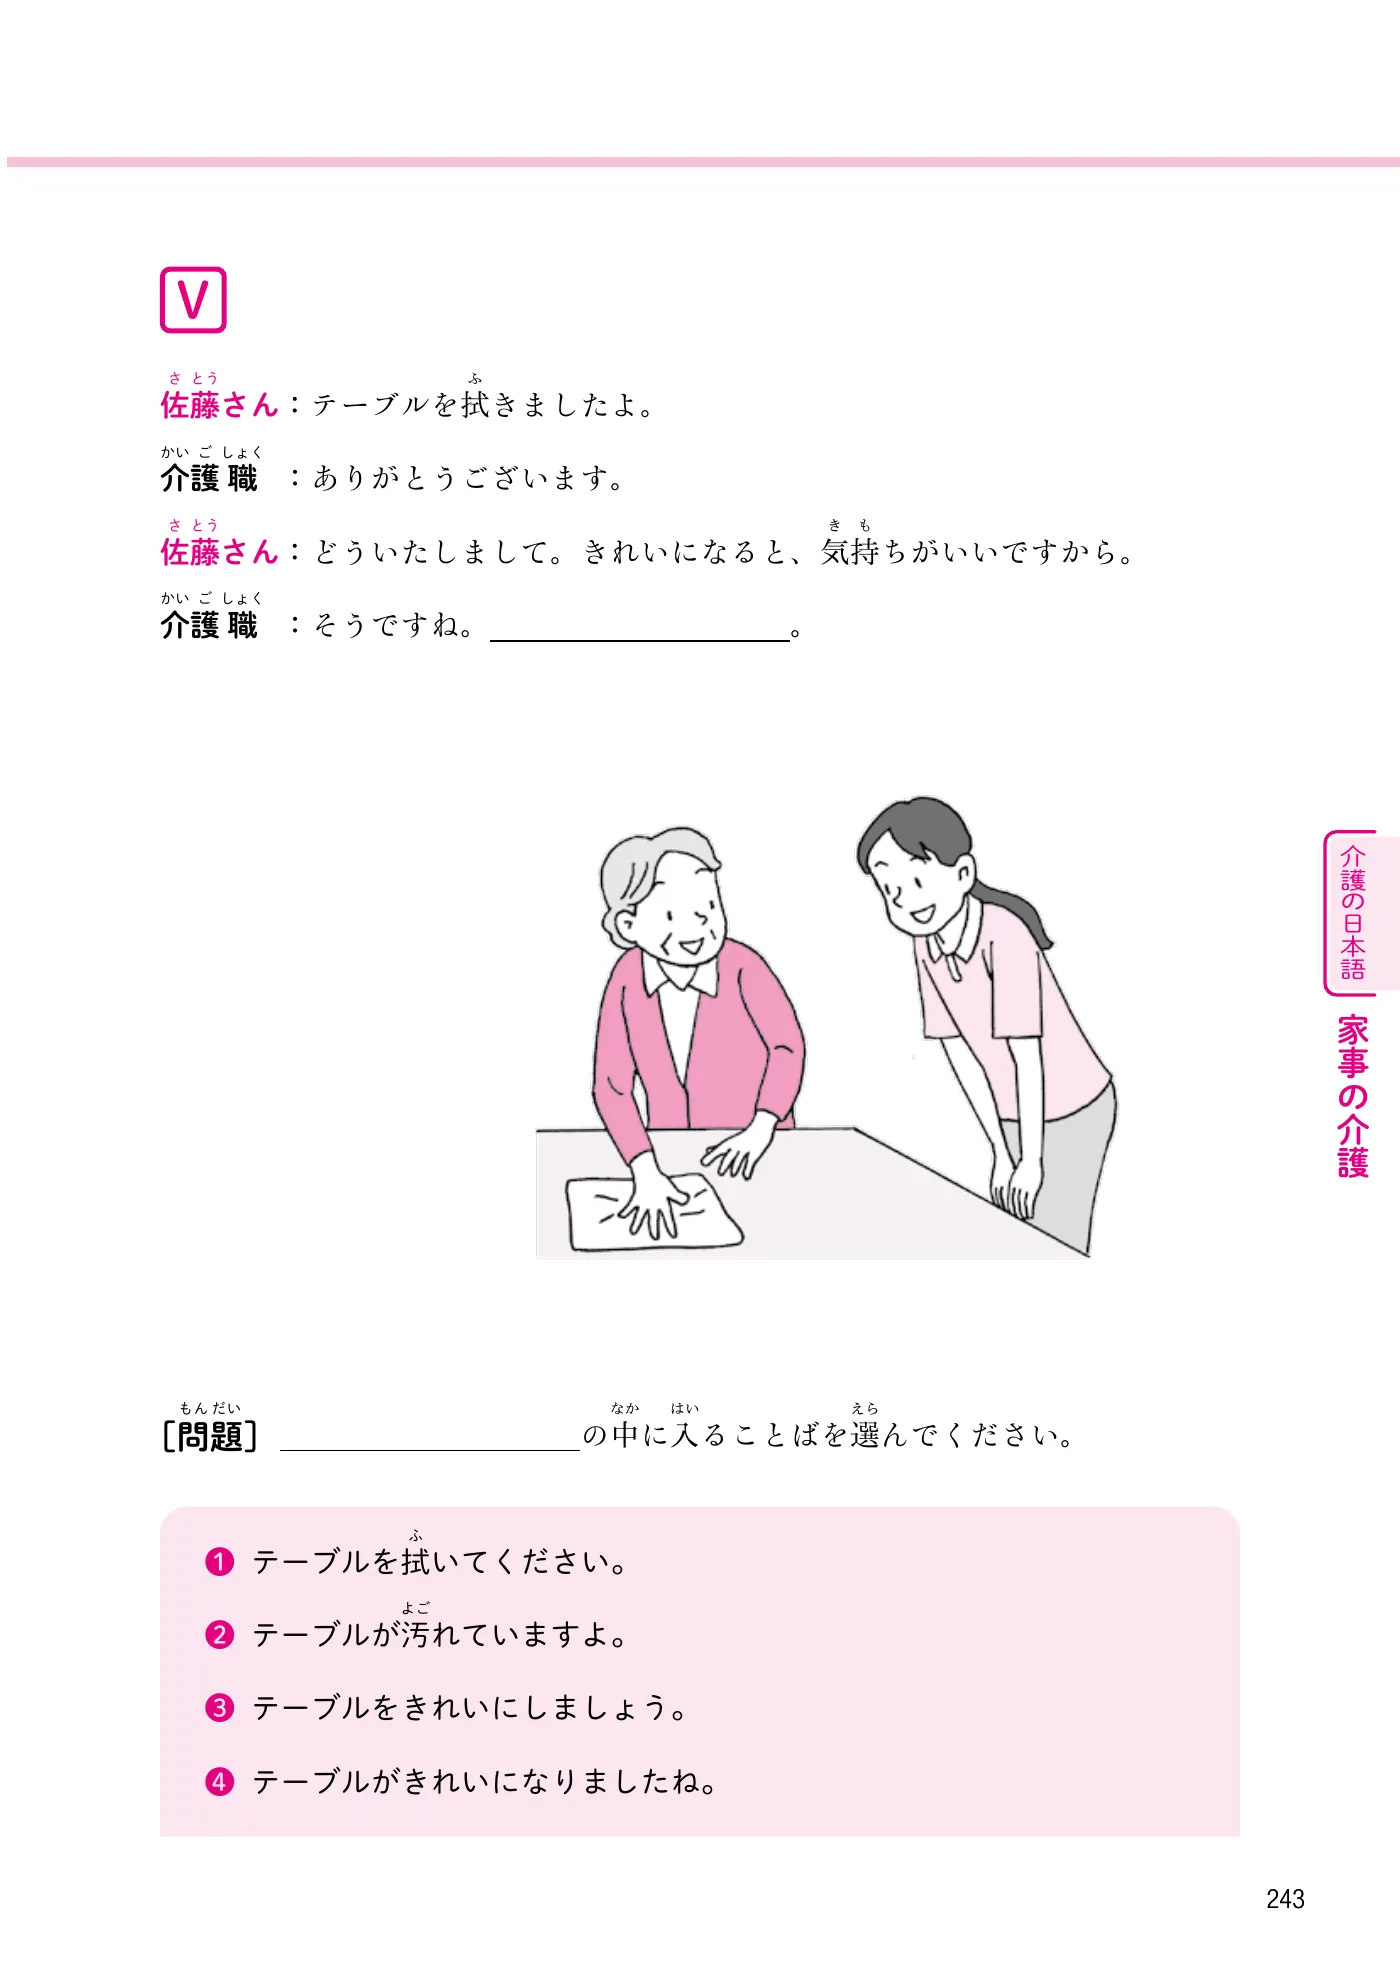 V
佐藤さん：テーブルを拭きましたよ。
介護職：ありがとうございます。
佐藤さん：どういたしまして。きれいになると、気持ちがいいですから。
介護職：そうですね。＿＿＿＿＿＿＿＿＿＿。
介護の日本語
家事の介護
［問題］＿＿＿＿＿＿＿＿＿＿の中に入ることばを選んでください。
❶ テーブルを拭いてください。
❷ テーブルが汚れていますよ。
❸ テーブルをきれいにしましょう。
❹ テーブルがきれいになりましたね。
243